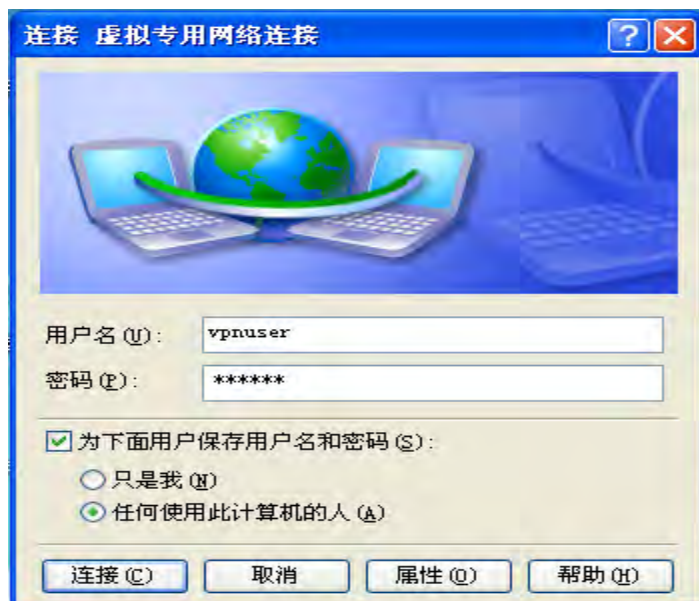 连接 虚拟专用网络连接
用户名(U):
vpnuser
密码(P):
******
为下面用户保存用户名和密码(S):
只是我(N)
任何使用此计算机的人(A)
连接(C) 取消 属性(O) 帮助(H)